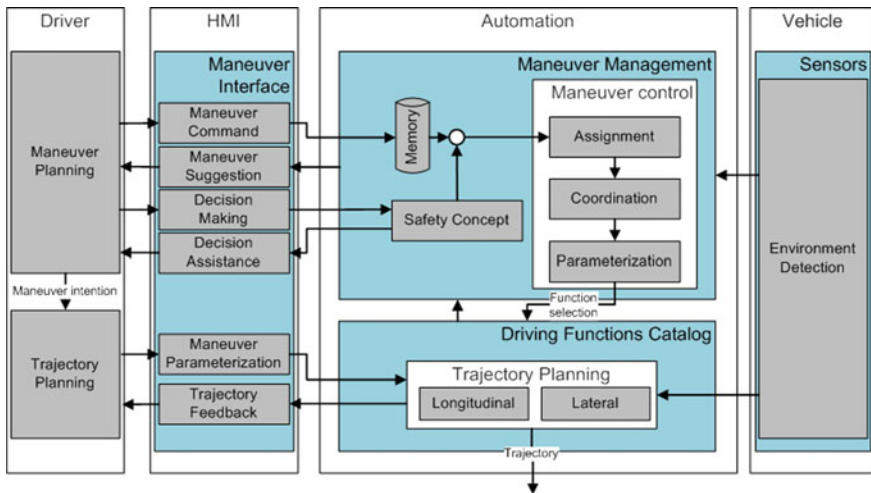 Driver
HMI
Automation
Vehicle
Maneuver
Interface
Maneuver Management
Sensors
Maneuver control
Maneuver
Planning
Maneuver
Command
Maneuver
Suggestion
Decision
Making
Decision
Assistance
Memory
Safety Concept
Assignment
Coordination
Parameterization
Environment
Detection
Maneuver intention
Function
selection
Driving Functions Catalog
Trajectory
Planning
Maneuver
Parameterization
Trajectory
Feedback
Trajectory Planning
Longitudinal
Lateral
Trajectory